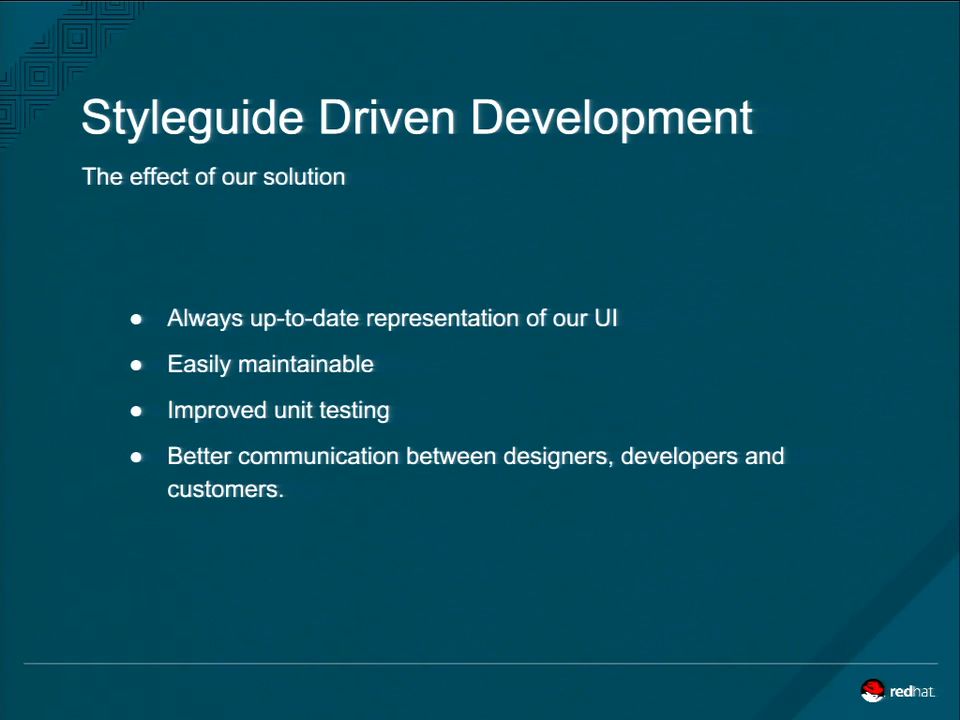 Styleguide Driven Development
The effect of our solution
● Always up-to-date representation of our UI
● Easily maintainable
● Improved unit testing
● Better communication between designers, developers and
customers.
redhat.